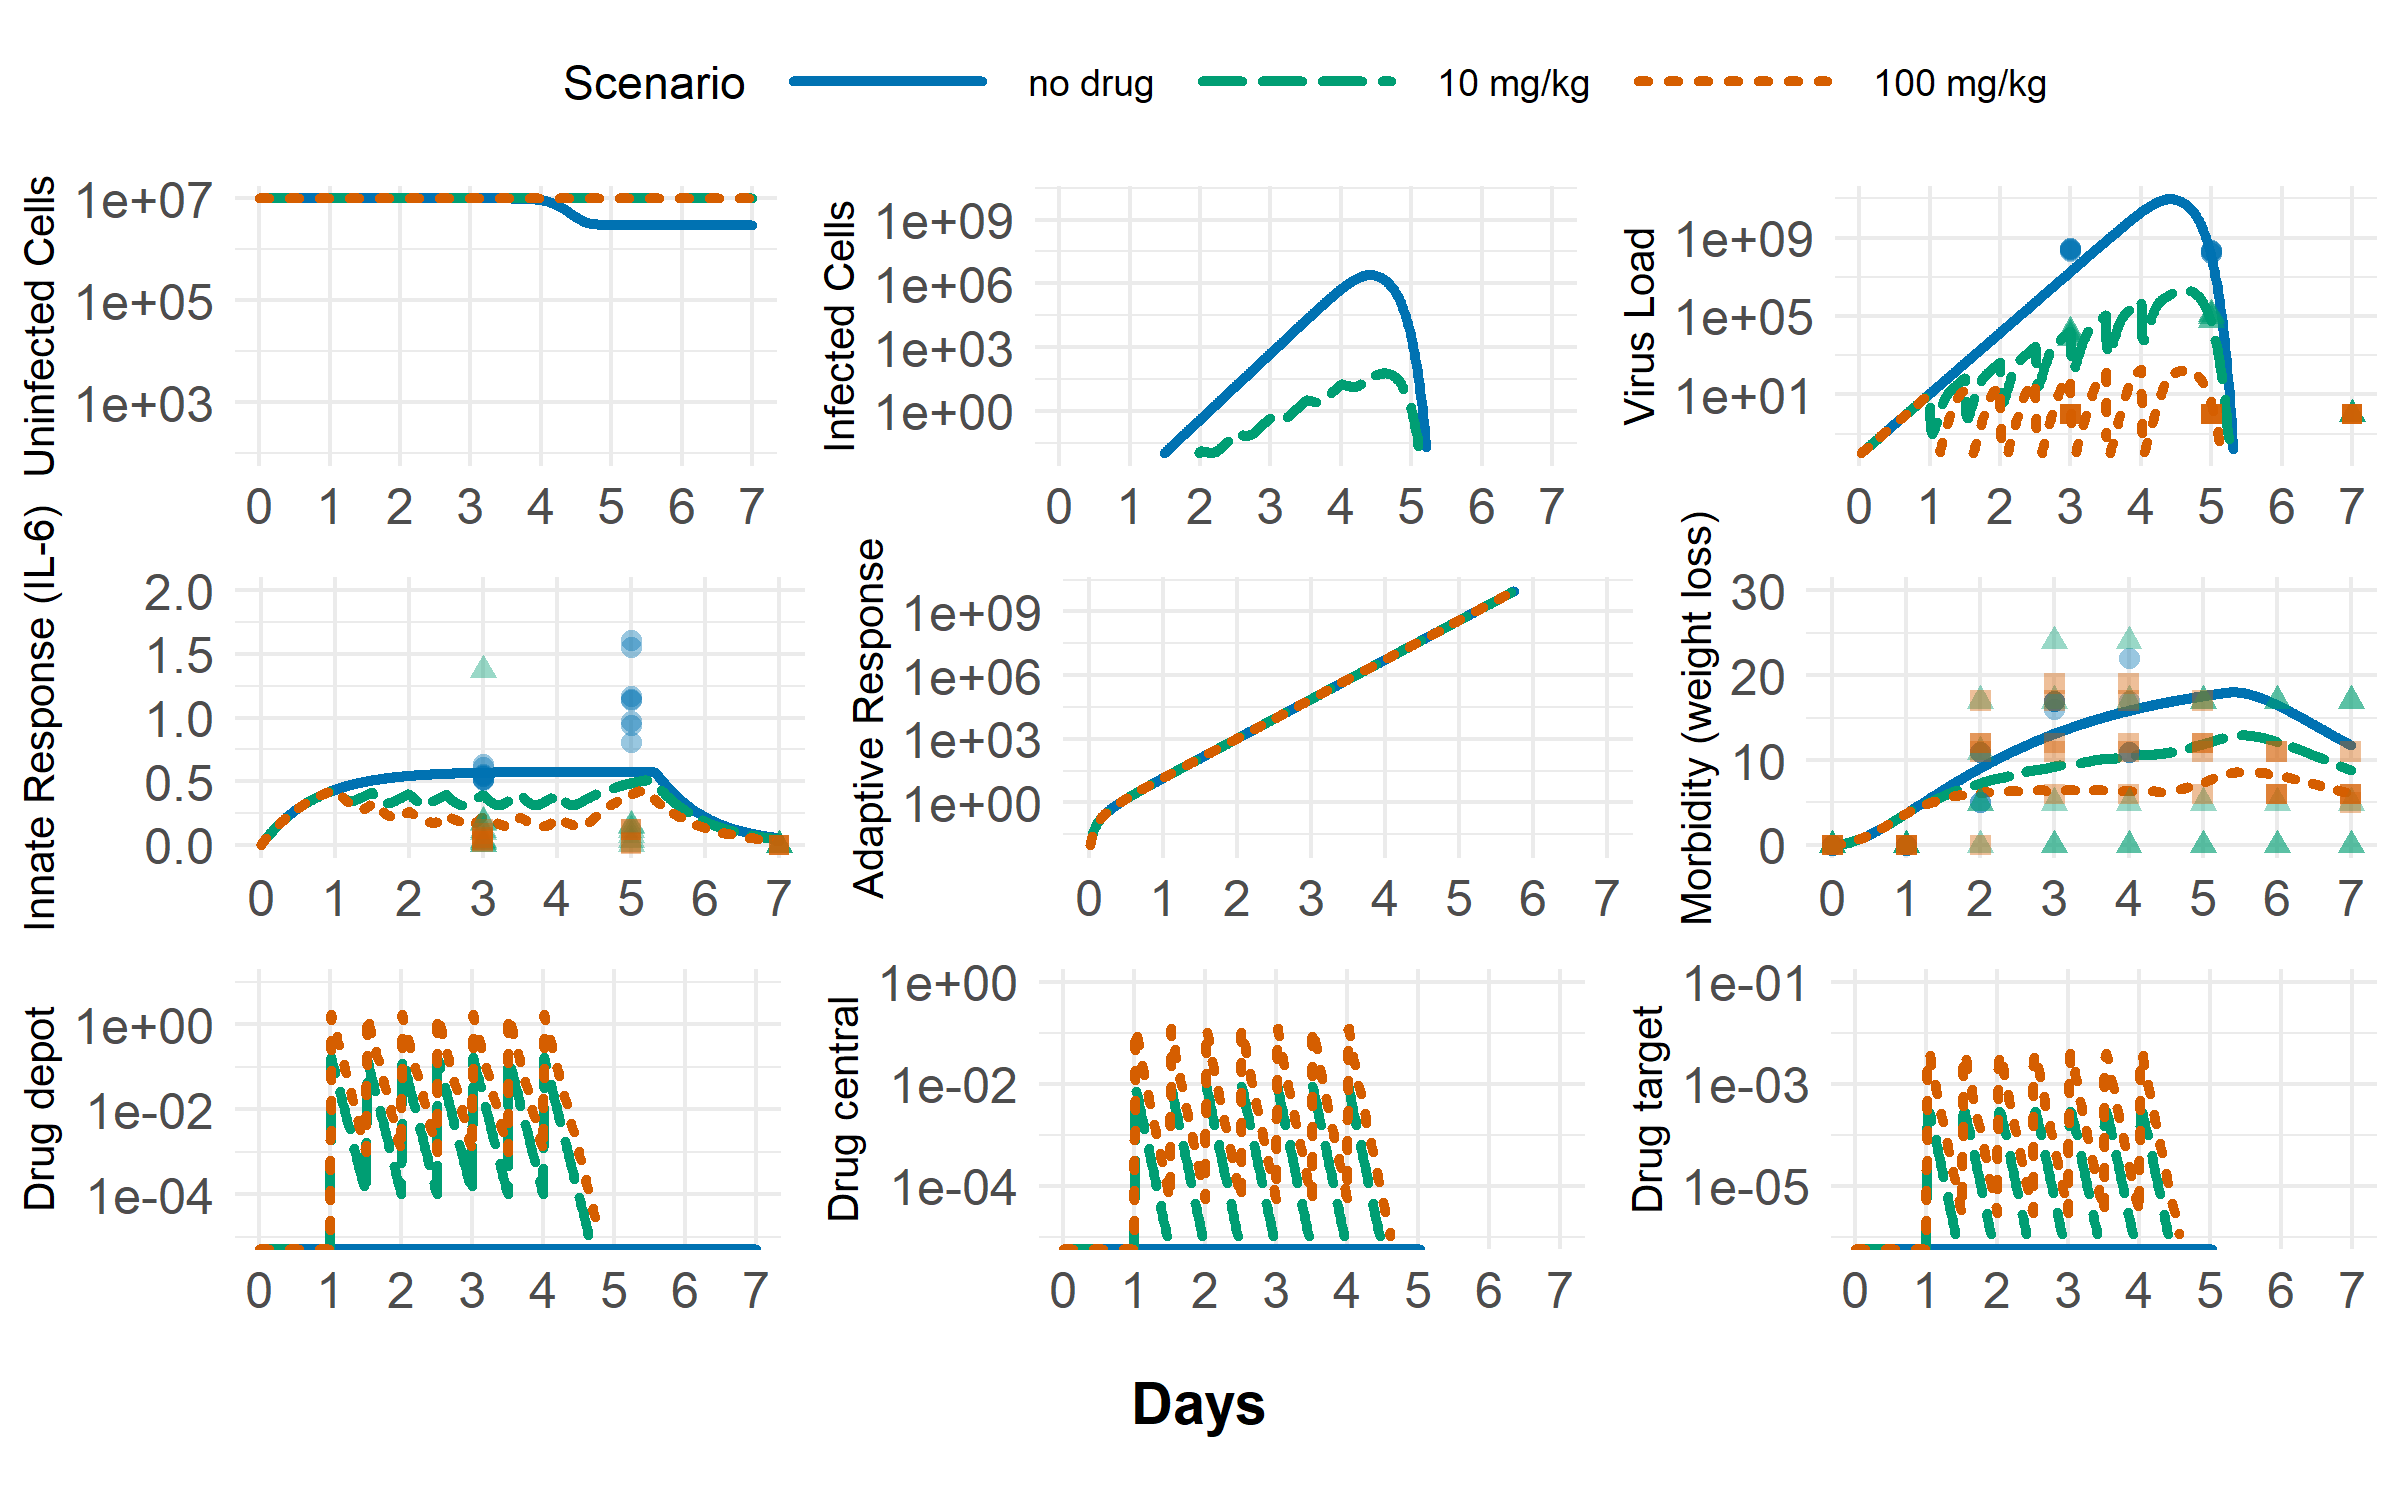 Scenario no drug 10 mg/kg 100 mg/kg
Uninfected Cells
1e+07
1e+05
1e+03
0 1 2 3 4 5 6 7
Infected Cells
1e+09
1e+06
1e+03
1e+00
0 1 2 3 4 5 6 7
Virus Load
1e+09
1e+05
1e+01
0 1 2 3 4 5 6 7
Innate Response (IL-6)
2.0
1.5
1.0
0.5
0.0
0 1 2 3 4 5 6 7
Adaptive Response
1e+09
1e+06
1e+03
1e+00
0 1 2 3 4 5 6 7
Morbidity (weight loss)
30
20
10
0
0 1 2 3 4 5 6 7
Drug depot
1e+00
1e-02
1e-04
0 1 2 3 4 5 6 7
Drug central
1e+00
1e-02
1e-04
0 1 2 3 4 5 6 7
Drug target
1e-01
1e-03
1e-05
0 1 2 3 4 5 6 7
Days